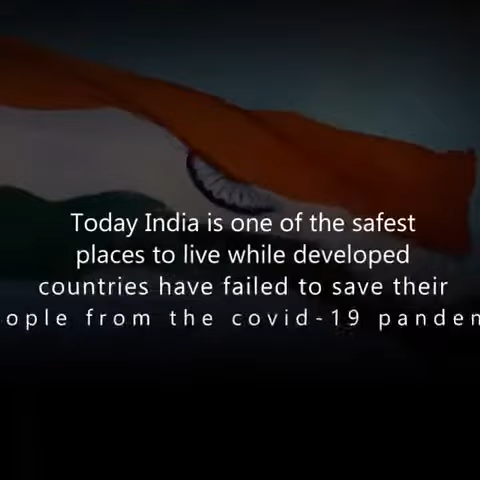 Today India is one of the safest
places to live while developed
countries have failed to save their
ople from the covid-19 pandem